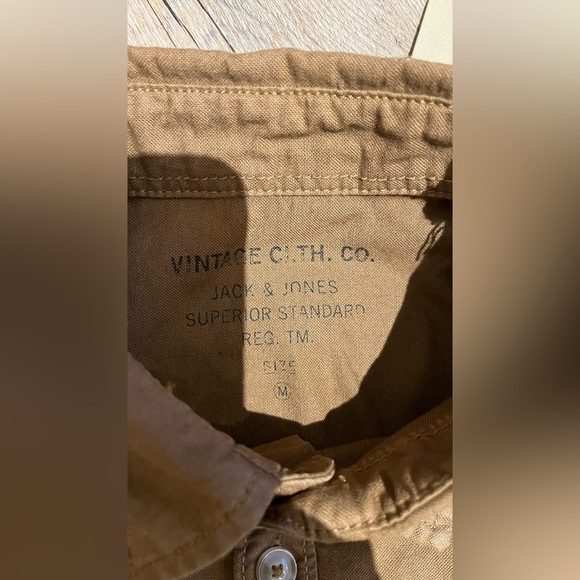 VINTAGE CLTH. CO.
JACK & JONES
SUPERIOR STANDARD
REG. TM.
SIZE
M